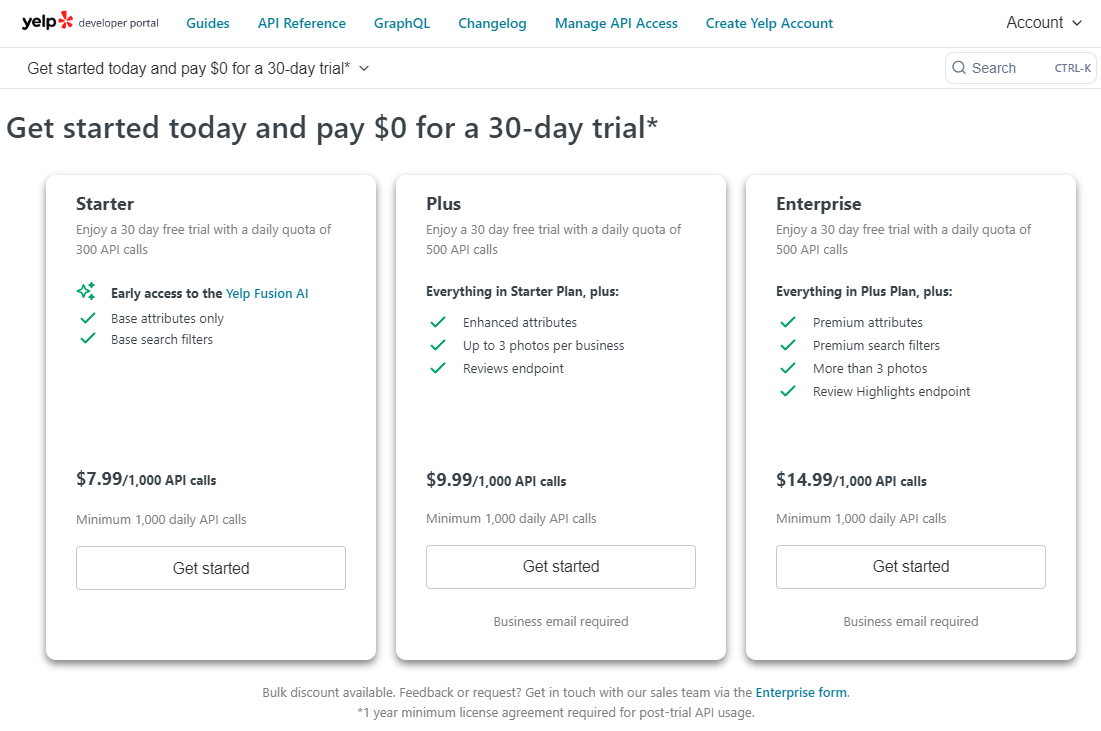 yelp developer portal Guides API Reference GraphQL Changelog Manage API Access Create Yelp Account Account
Get started today and pay $0 for a 30-day trial* Search CTRL-K
Get started today and pay $0 for a 30-day trial*
Starter
Enjoy a 30 day free trial with a daily quota of
300 API calls
Early access to the Yelp Fusion AI
Base attributes only
Base search filters
$7.99/1,000 API calls
Minimum 1,000 daily API calls
Get started
Plus
Enjoy a 30 day free trial with a daily quota of
500 API calls
Everything in Starter Plan, plus:
Enhanced attributes
Up to 3 photos per business
Reviews endpoint
$9.99/1,000 API calls
Minimum 1,000 daily API calls
Get started
Business email required
Enterprise
Enjoy a 30 day free trial with a daily quota of
500 API calls
Everything in Plus Plan, plus:
Premium attributes
Premium search filters
More than 3 photos
Review Highlights endpoint
$14.99/1,000 API calls
Minimum 1,000 daily API calls
Get started
Business email required
Bulk discount available. Feedback or request? Get in touch with our sales team via the Enterprise form.
*1 year minimum license agreement required for post-trial API usage.